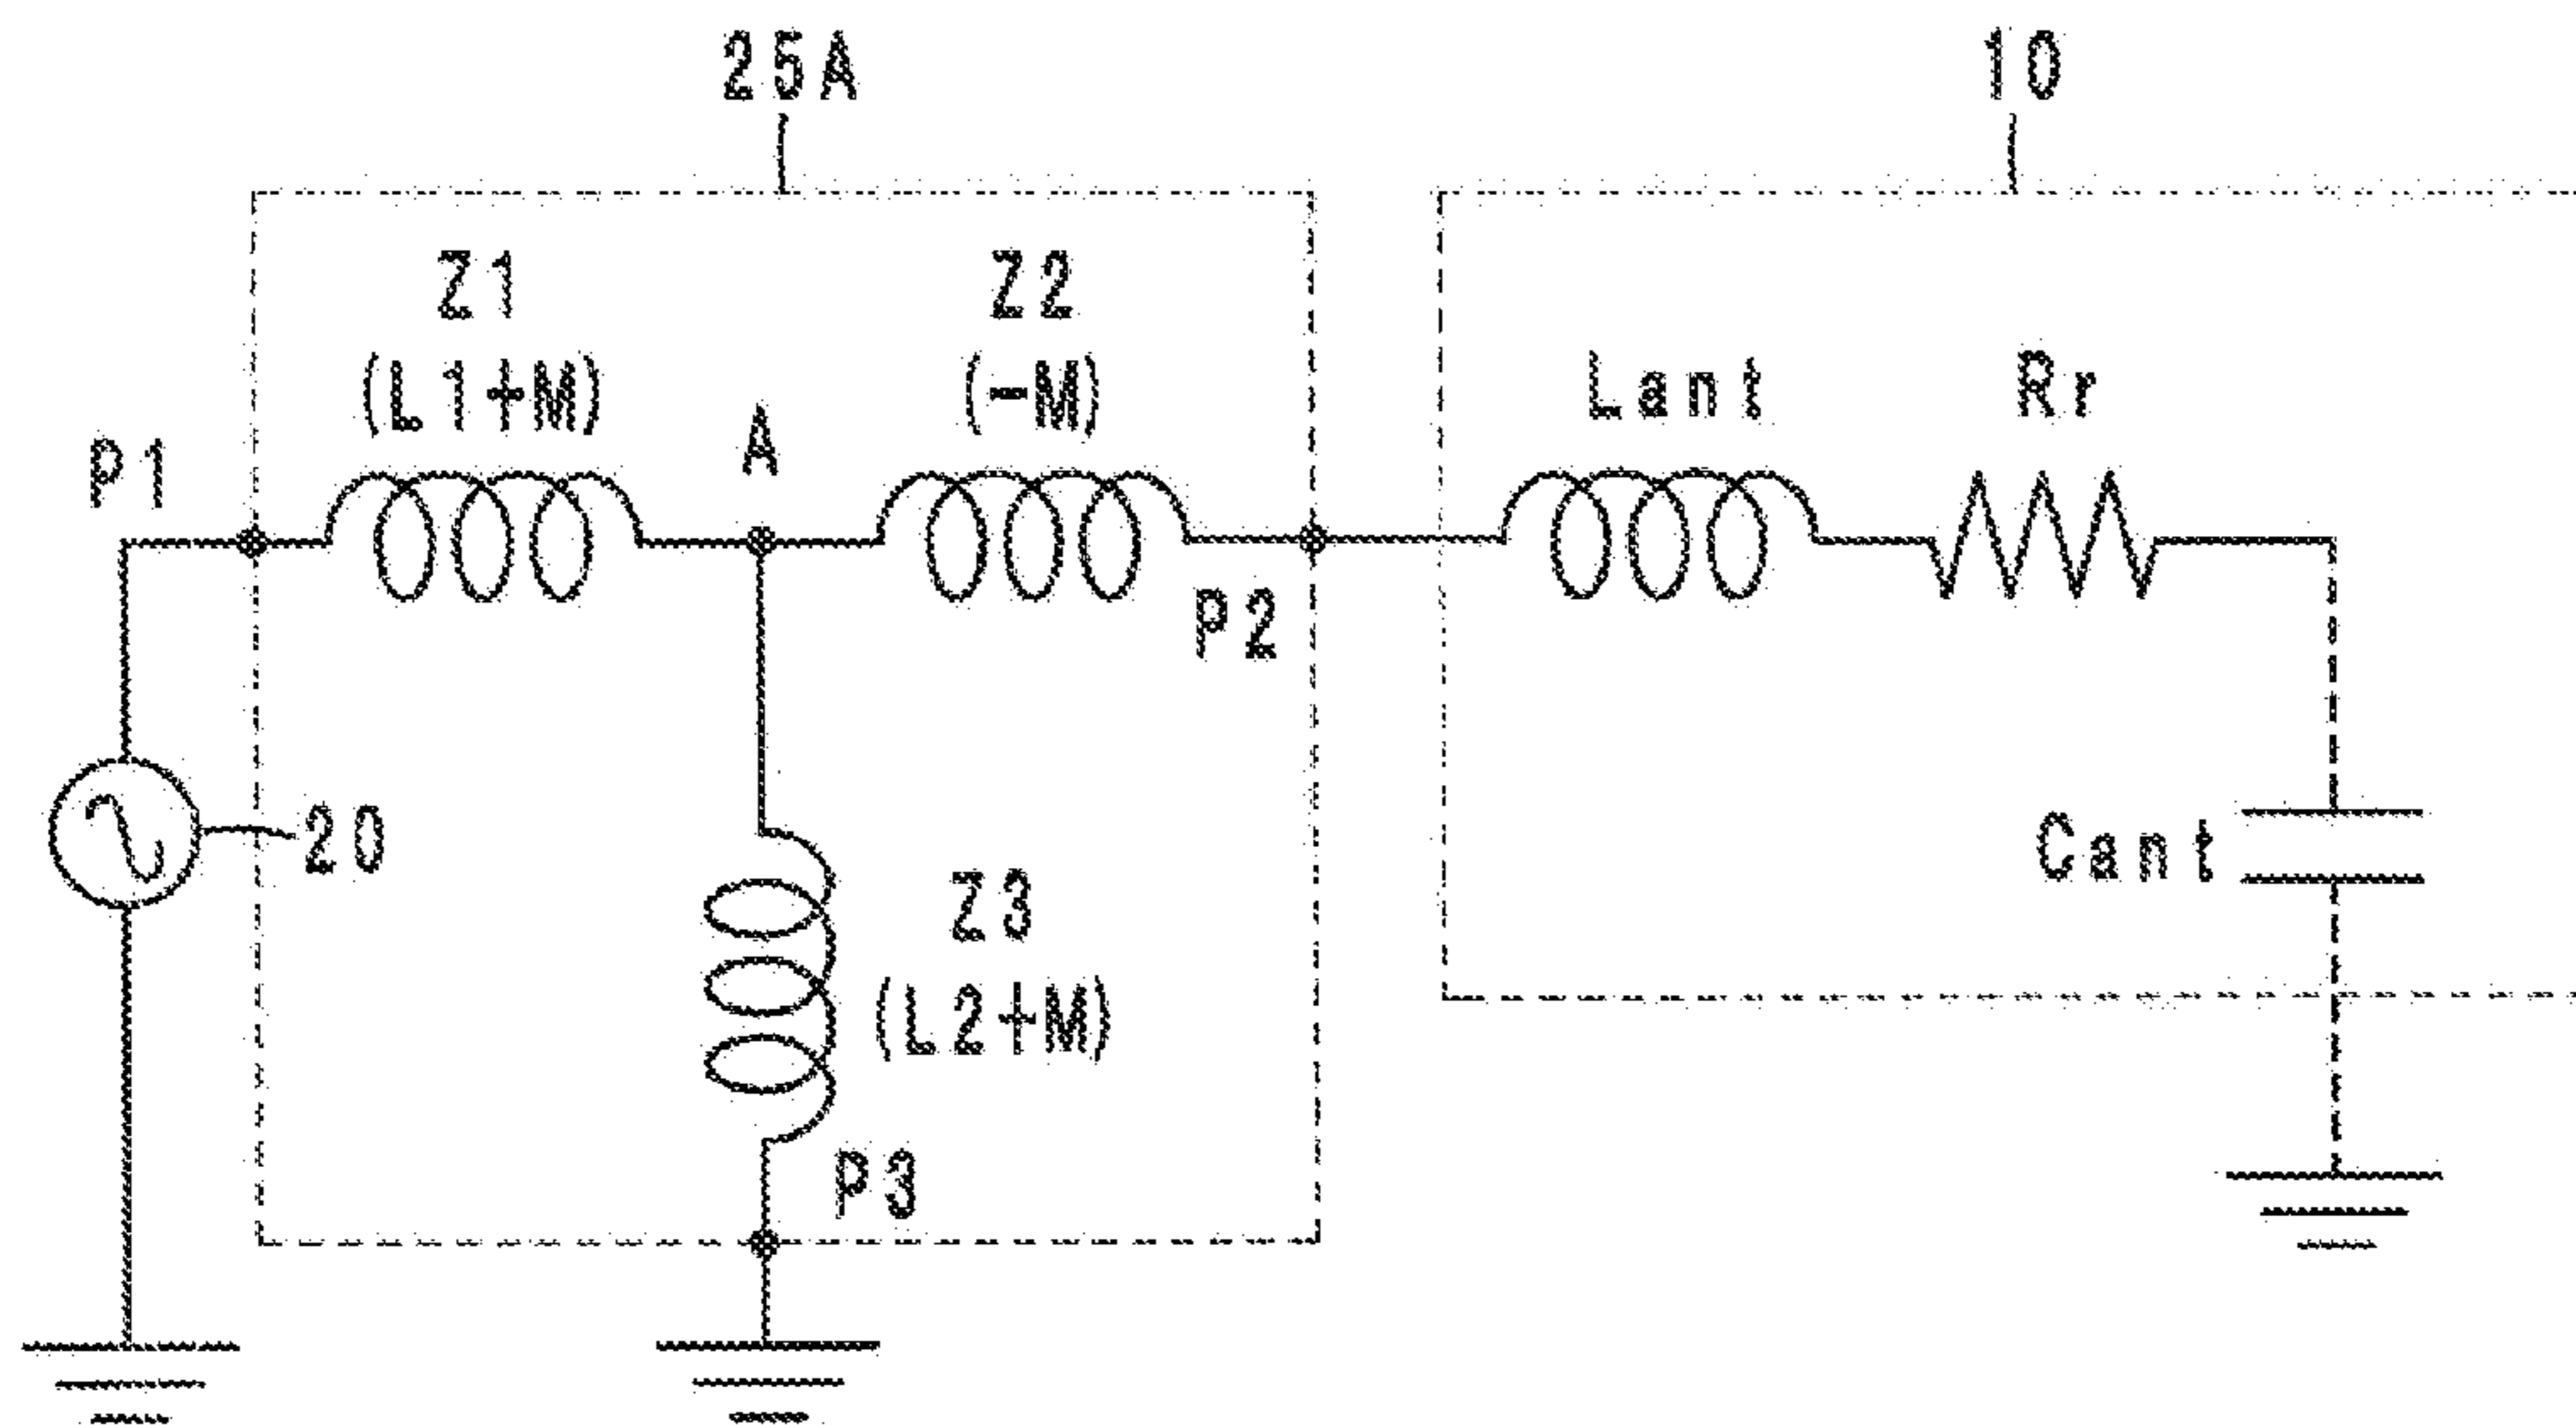 25A
10
Z1
Z2
(L1+M)
(-M)
Lant
Rr
P1
A
P2
20
Cant
Z3
(L2+M)
P3